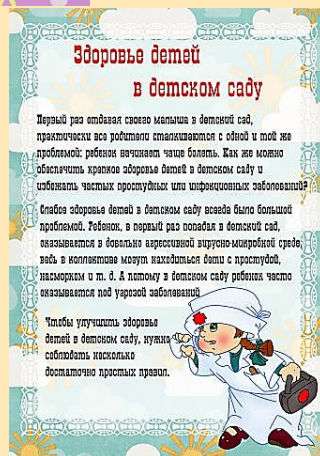 Здоровье детей
в детском саду
Первый раз отдавая своего малыша в детский сад,
практически все родители сталкиваются с одной и той же
проблемой: ребенок начинает чаще болеть. Как же можно
обеспечить крепкое здоровье детей в детском саду и
избежать частых простудных или инфекционных заболеваний?
Слабое здоровье детей в детском саду всегда было большой
проблемой. Ребенок, в первый раз попадая в детский сад,
оказывается в довольно агрессивной вирусно-микробной среде,
ведь в коллективе могут находиться дети с простудой,
насморком и т. д. А потому в детском саду ребенок часто
оказывается под угрозой заболеваний
Чтобы улучшить здоровье
детей в детском саду, нужно
соблюдать несколько
достаточно простых правил.